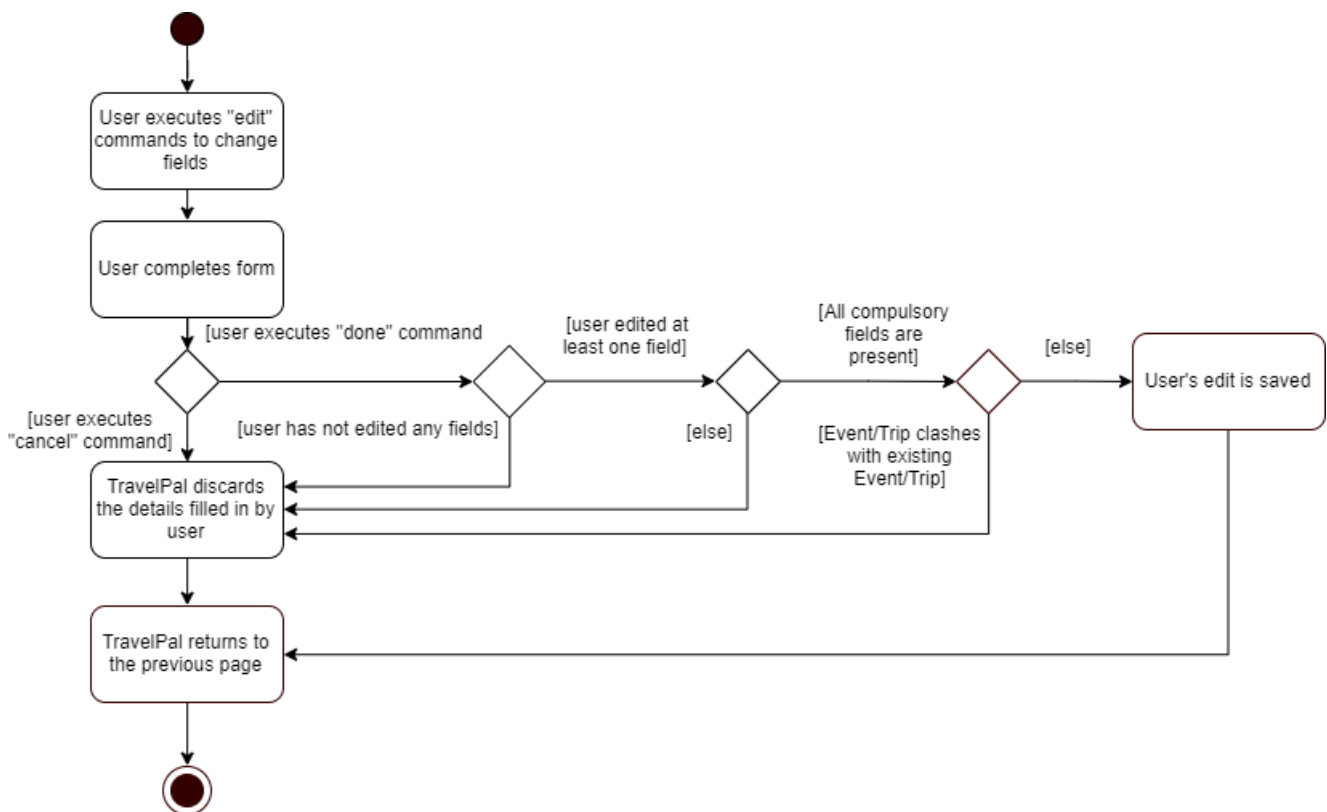 User executes "edit"
commands to change
fields
User completes form
[user executes "done" command
[user edited at
least one field]
[All compulsory
fields are
present]
[else]
User's edit is saved
[user executes
"cancel" command]
[user has not edited any fields]
[else]
[Event/Trip clashes
with existing
Event/Trip]
TravelPal discards
the details filled in by
user
TravelPal returns to
the previous page